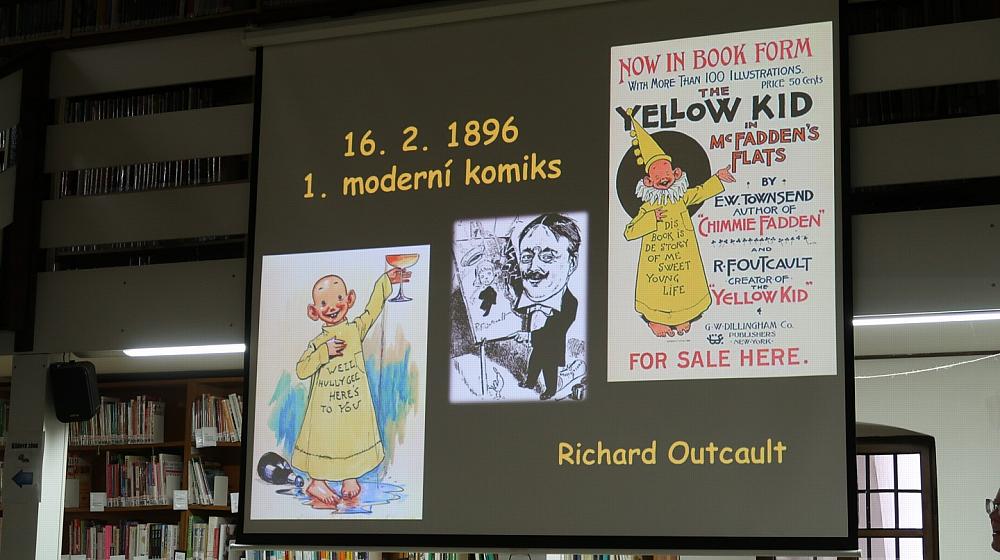 16. 2. 1896
1. moderní komiks
NOW IN BOOK FORM
WITH MORE THAN 100 ILLUSTRATIONS.
PRICE 50 Cents
THE
YELLOW KID
IN
McFADDEN'S
FLATS
BY
E.W. TOWNSEND
AUTHOR OF
"CHIMMIE FADDEN"
AND
R.F. OUTCAULT
CREATOR OF
THE
"YELLOW KID"
G.W. DILLINGHAM Co.
PUBLISHERS
NEW-YORK.
FOR SALE HERE.
DIS
BOOK IS
DE STORY
OF ME
SWEET
YOUNG
LIFE
WELL
HULLY GEE
HERE'S
TO YOU
Richard Outcault